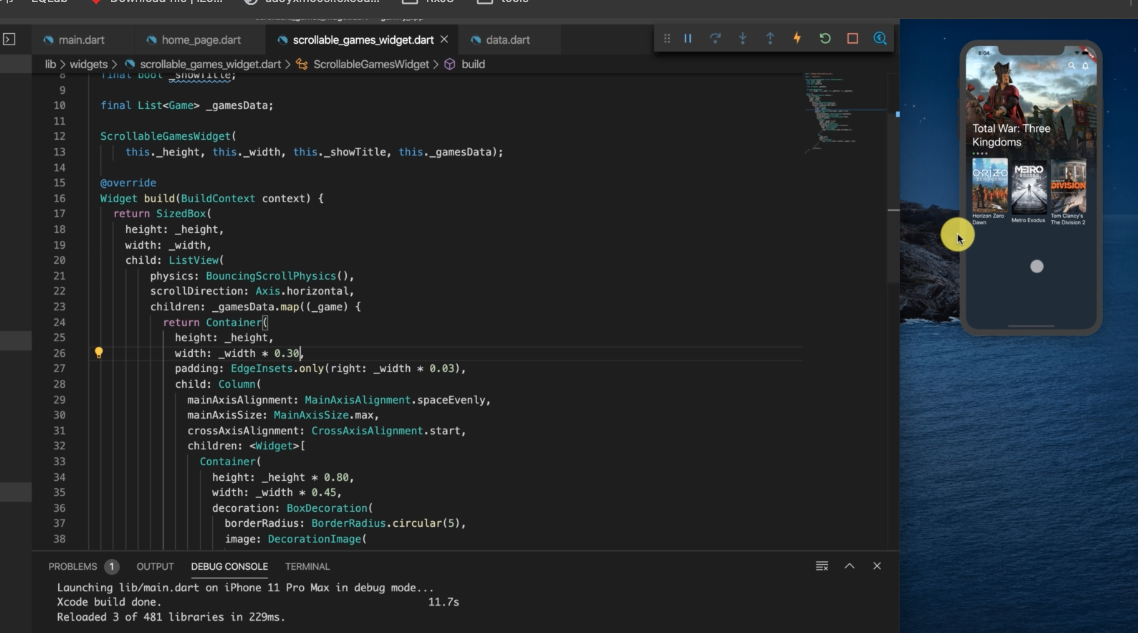 main.dart
home_page.dart
scrollable_games_widget.dart
data.dart
lib > widgets > scrollable_games_widget.dart > ScrollableGamesWidget > build
8 final bool _showTitle;
9
10 final List<Game> _gamesData;
11
12 ScrollableGamesWidget(
13 this._height, this._width, this._showTitle, this._gamesData);
14
15 @override
16 Widget build(BuildContext context) {
17 return SizedBox(
18 height: _height,
19 width: _width,
20 child: ListView(
21 physics: BouncingScrollPhysics(),
22 scrollDirection: Axis.horizontal,
23 children: _gamesData.map((_game) {
24 return Container(
25 height: _height,
26 width: _width * 0.30,
27 padding: EdgeInsets.only(right: _width * 0.03),
28 child: Column(
29 mainAxisAlignment: MainAxisAlignment.spaceEvenly,
30 mainAxisSize: MainAxisSize.max,
31 crossAxisAlignment: CrossAxisAlignment.start,
32 children: <Widget>[
33 Container(
34 height: _height * 0.80,
35 width: _width * 0.45,
36 decoration: BoxDecoration(
37 borderRadius: BorderRadius.circular(5),
38 image: DecorationImage(
PROBLEMS 1 OUTPUT DEBUG CONSOLE TERMINAL
Launching lib/main.dart on iPhone 11 Pro Max in debug mode...
Xcode build done. 11.7s
Reloaded 3 of 481 libraries in 229ms.
Total War: Three
Kingdoms
METRO
DIVISION
Horizon Zero
Dawn
Metro Exodus
Tom Clancy's
The Division 2